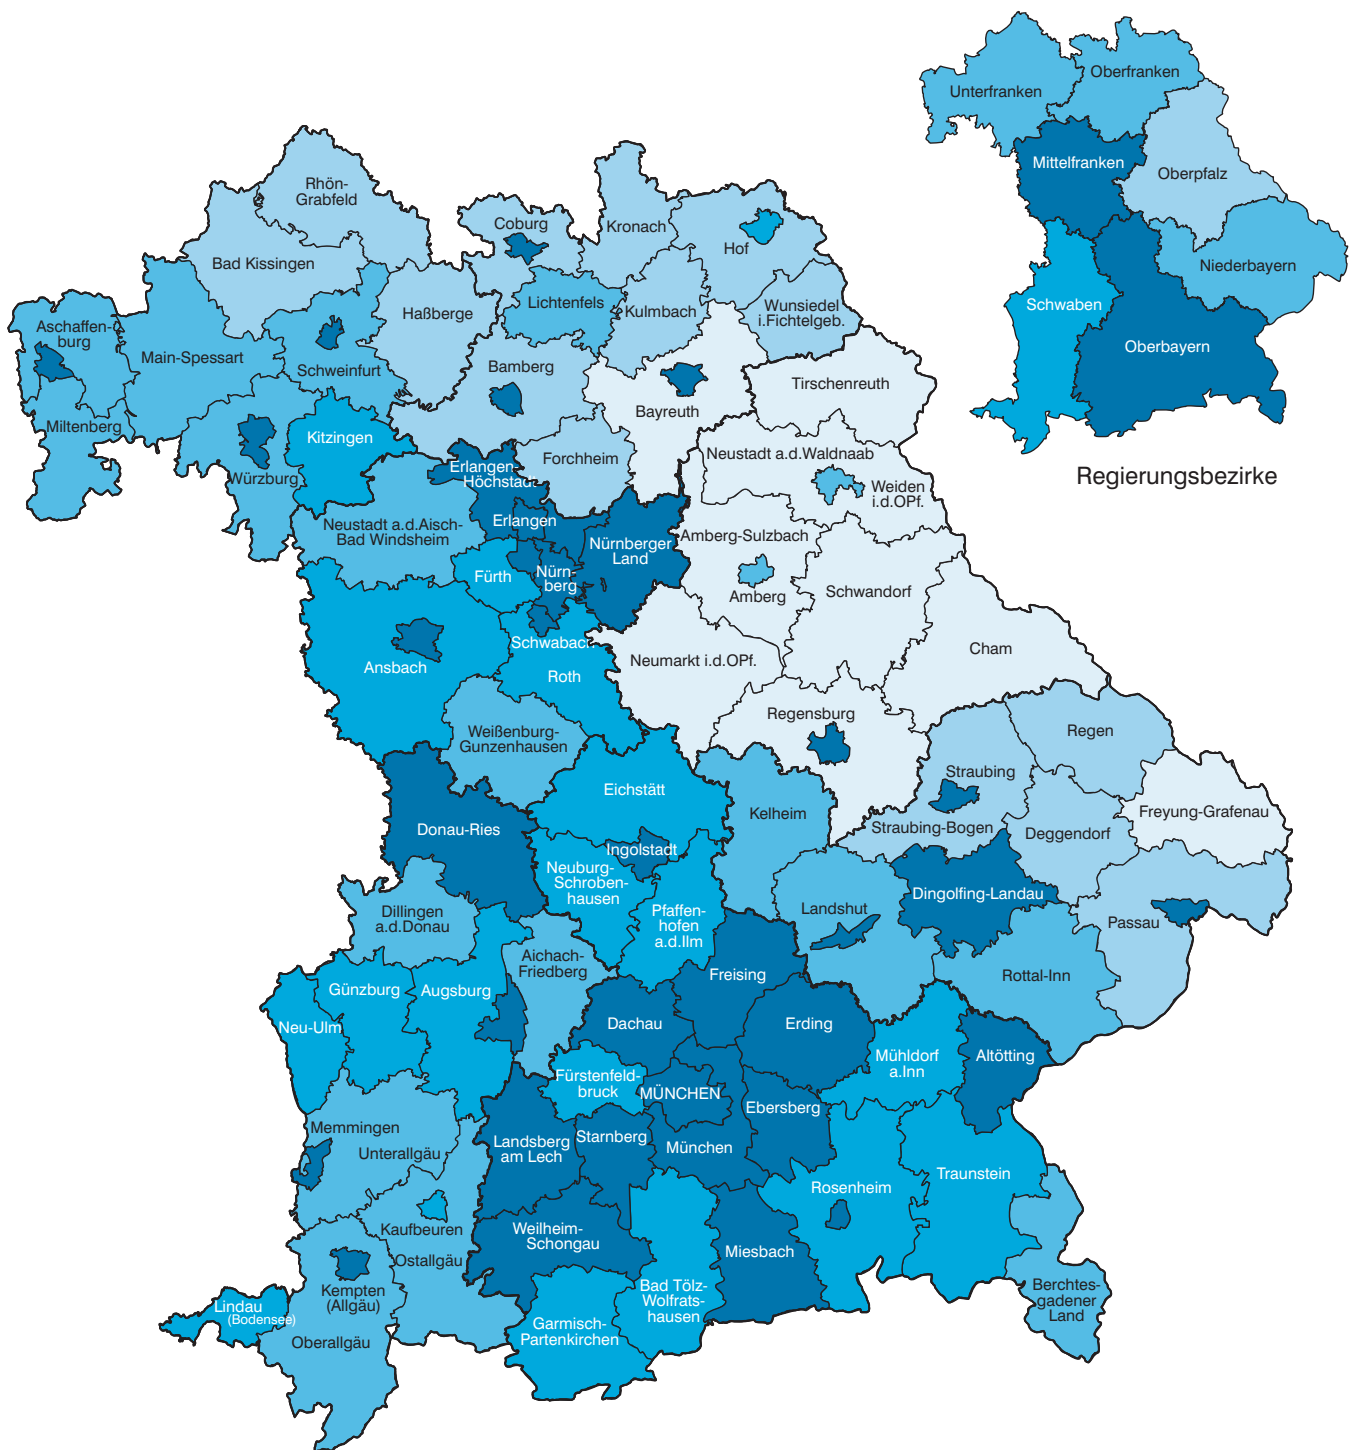 Unterfranken
Oberfranken
Mittelfranken
Oberpfalz
Niederbayern
Schwaben
Oberbayern
Regierungsbezirke
Rhön-
Grabfeld
Bad Kissingen
Coburg
Kronach
Hof
Lichtenfels
Kulmbach
Wunsiedel
i.Fichtelgeb.
Haßberge
Aschaffen-
burg
Main-Spessart
Schweinfurt
Bamberg
Bayreuth
Tirschenreuth
Miltenberg
Kitzingen
Würzburg
Forchheim
Neustadt a.d.Waldnaab
Weiden
i.d.OPf.
Erlangen-
Höchstadt
Erlangen
Neustadt a.d.Aisch-
Bad Windsheim
Nürnberger
Land
Amberg-Sulzbach
Amberg
Fürth
Nürn-
berg
Schwandorf
Schwabach
Roth
Ansbach
Neumarkt i.d.OPf.
Cham
Regensburg
Weißenburg-
Gunzenhausen
Regen
Straubing
Eichstätt
Kelheim
Straubing-Bogen
Deggendorf
Freyung-Grafenau
Donau-Ries
Ingolstadt
Neuburg-
Schroben-
hausen
Dingolfing-Landau
Dillingen
a.d.Donau
Pfaffen-
hofen
a.d.Ilm
Landshut
Passau
Aichach-
Friedberg
Freising
Rottal-Inn
Günzburg
Augsburg
Neu-Ulm
Dachau
Erding
Mühldorf
a.Inn
Altötting
Fürstenfeld-
bruck
MÜNCHEN
Ebersberg
Memmingen
Unterallgäu
Landsberg
am Lech
Starnberg
München
Rosenheim
Traunstein
Kaufbeuren
Ostallgäu
Weilheim-
Schongau
Miesbach
Kempten
(Allgäu)
Lindau
(Bodensee)
Oberallgäu
Bad Tölz-
Wolfrats-
hausen
Garmisch-
Partenkirchen
Berchtes-
gadener
Land